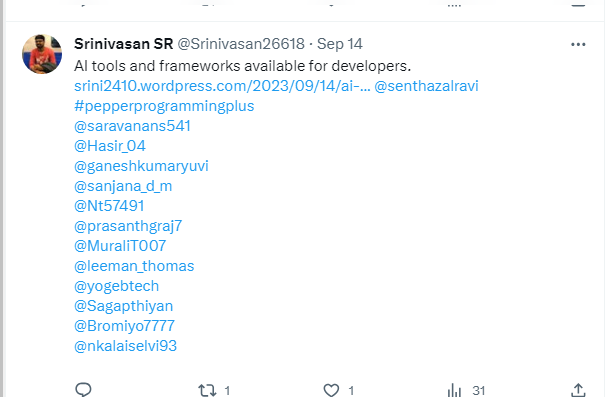 Srinivasan SR @Srinivasan26618 · Sep 14
AI tools and frameworks available for developers.
srini2410.wordpress.com/2023/09/14/ai-... @senthazalravi
#pepperprogrammingplus
@saravanans541
@Hasir_04
@ganeshkumaryuvi
@sanjana_d_m
@Nt57491
@prasanthgraj7
@MuraliT007
@leeman_thomas
@yogebtech
@Sagapthiyan
@Bromiyo7777
@nkalaiselvi93
1 1 31